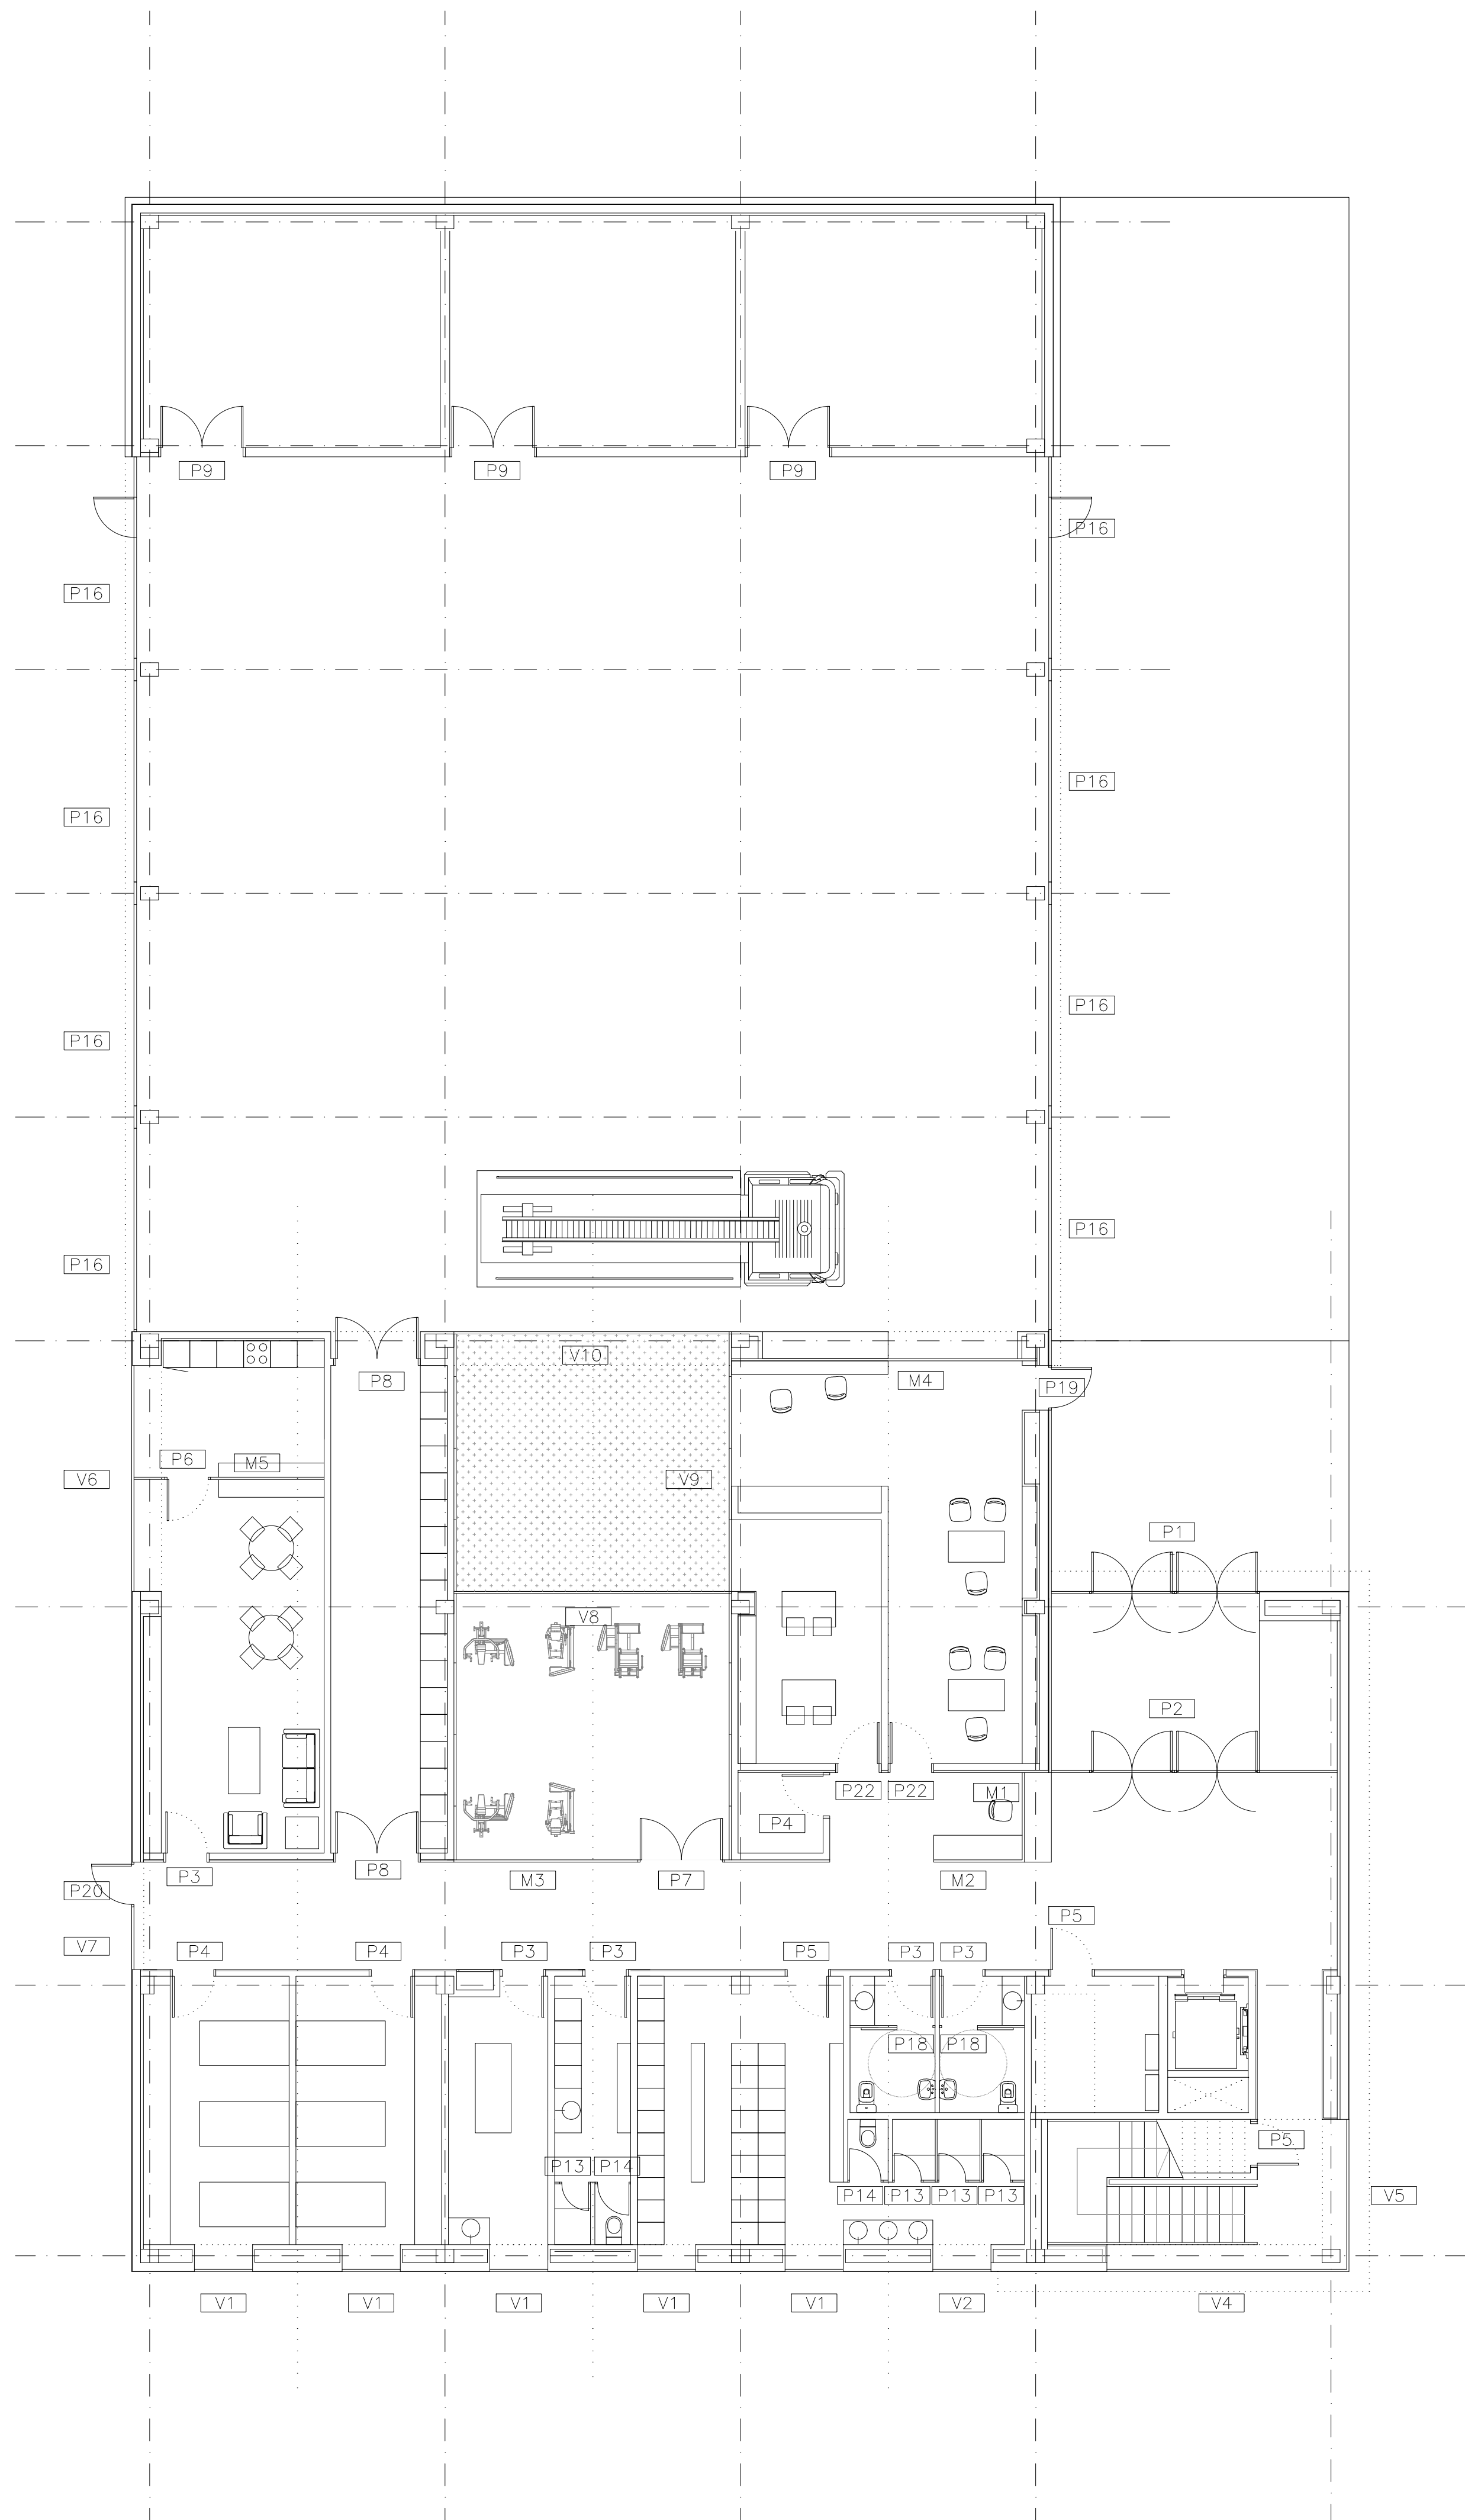 P9 P9 P9
P16
P16
P16
P16
P16
P16
P16
P16
V10
P8 M4
P19
P6 M5
V6 V9
P1
V8
P2
P22 P22 M1
P4
P8
P3 M3 P7 M2
P20
P5
V7
P4 P4 P3 P3 P5 P3 P3
P18 P18
P5
P13 P14
P14 P13 P13 P13 V5
V1 V1 V1 V1 V1 V2 V4